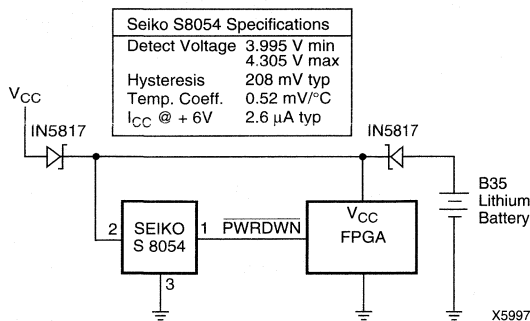 Seiko S8054 Specifications
Detect Voltage 3.995 V min
4.305 V max
Hysteresis 208 mV typ
Temp. Coeff. 0.52 mV/°C
ICC @ + 6V 2.6 µA typ
VCC
IN5817
IN5817
B35
Lithium
Battery
2
SEIKO
S 8054
1
PWRDWN
VCC
FPGA
3
X5997